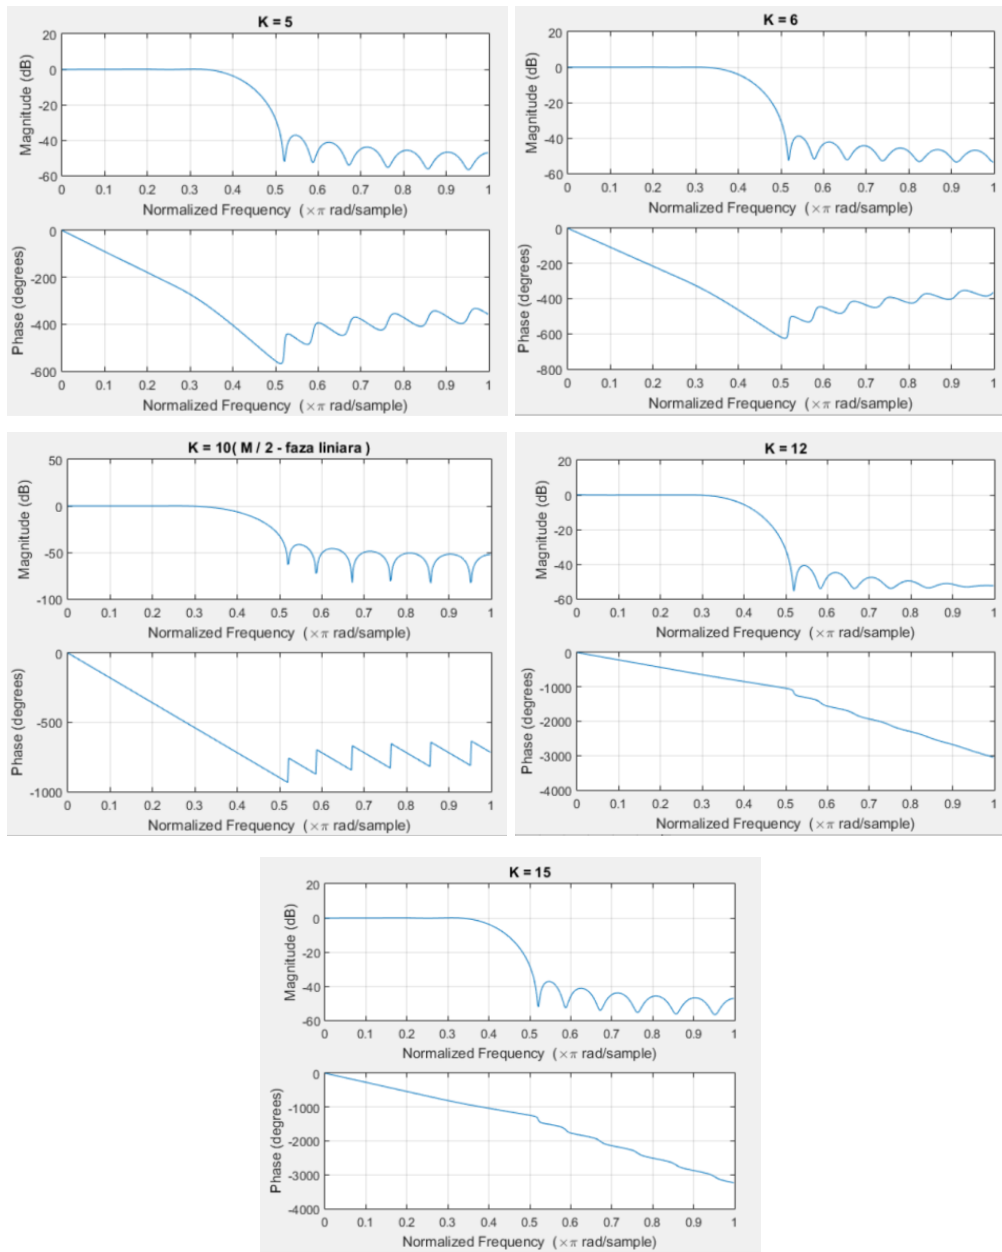 K = 5
20
0
-20
-40
-60
Magnitude (dB)
0 0.1 0.2 0.3 0.4 0.5 0.6 0.7 0.8 0.9 1
Normalized Frequency (×π rad/sample)
0
-200
-400
-600
Phase (degrees)
0 0.1 0.2 0.3 0.4 0.5 0.6 0.7 0.8 0.9 1
Normalized Frequency (×π rad/sample)
K = 6
20
0
-20
-40
-60
Magnitude (dB)
0 0.1 0.2 0.3 0.4 0.5 0.6 0.7 0.8 0.9 1
Normalized Frequency (×π rad/sample)
0
-200
-400
-600
-800
Phase (degrees)
0 0.1 0.2 0.3 0.4 0.5 0.6 0.7 0.8 0.9 1
Normalized Frequency (×π rad/sample)
K = 10( M / 2 - faza liniara )
50
0
-50
-100
Magnitude (dB)
0 0.1 0.2 0.3 0.4 0.5 0.6 0.7 0.8 0.9 1
Normalized Frequency (×π rad/sample)
0
-500
-1000
Phase (degrees)
0 0.1 0.2 0.3 0.4 0.5 0.6 0.7 0.8 0.9 1
Normalized Frequency (×π rad/sample)
K = 12
20
0
-20
-40
-60
Magnitude (dB)
0 0.1 0.2 0.3 0.4 0.5 0.6 0.7 0.8 0.9 1
Normalized Frequency (×π rad/sample)
0
-1000
-2000
-3000
-4000
Phase (degrees)
0 0.1 0.2 0.3 0.4 0.5 0.6 0.7 0.8 0.9 1
Normalized Frequency (×π rad/sample)
K = 15
20
0
-20
-40
-60
Magnitude (dB)
0 0.1 0.2 0.3 0.4 0.5 0.6 0.7 0.8 0.9 1
Normalized Frequency (×π rad/sample)
0
-1000
-2000
-3000
-4000
Phase (degrees)
0 0.1 0.2 0.3 0.4 0.5 0.6 0.7 0.8 0.9 1
Normalized Frequency (×π rad/sample)